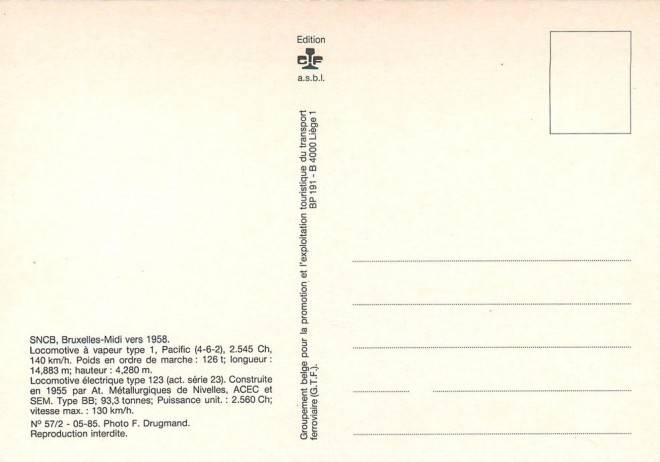 Edition
GTF
a.s.b.l.
Groupement belge pour la promotion et l'exploitation touristique du transport
ferroviaire (G.T.F.). BP 191 - B 4000 Liège 1
SNCB, Bruxelles-Midi vers 1958.
Locomotive à vapeur type 1, Pacific (4-6-2), 2.545 Ch,
140 km/h. Poids en ordre de marche : 126 t; longueur :
14,883 m; hauteur : 4,280 m.
Locomotive électrique type 123 (act. série 23). Construite
en 1955 par At. Métallurgiques de Nivelles, ACEC et
SEM. Type BB; 93,3 tonnes; Puissance unit. : 2.560 Ch;
vitesse max. : 130 km/h.
Nº 57/2 - 05-85. Photo F. Drugmand.
Reproduction interdite.